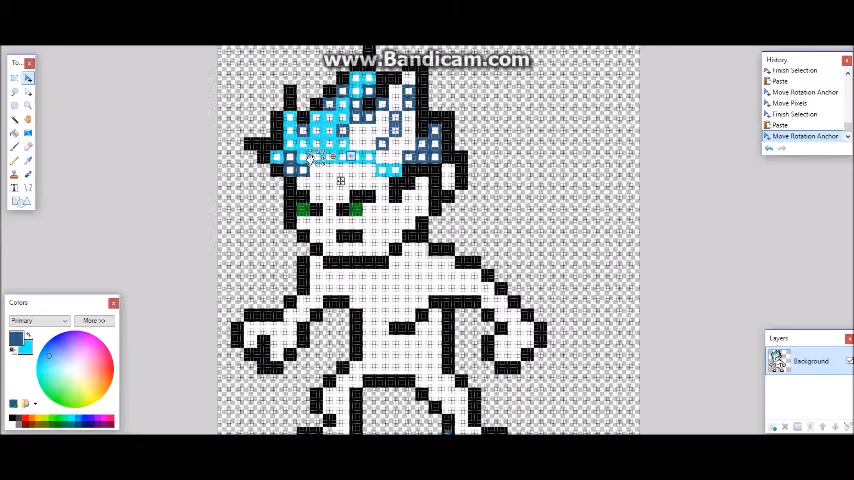 www.Bandicam.com
To...
History
Finish Selection
Paste
Move Rotation Anchor
Move Pixels
Finish Selection
Paste
Move Rotation Anchor
Colors
Primary
More >>
Layers
Background